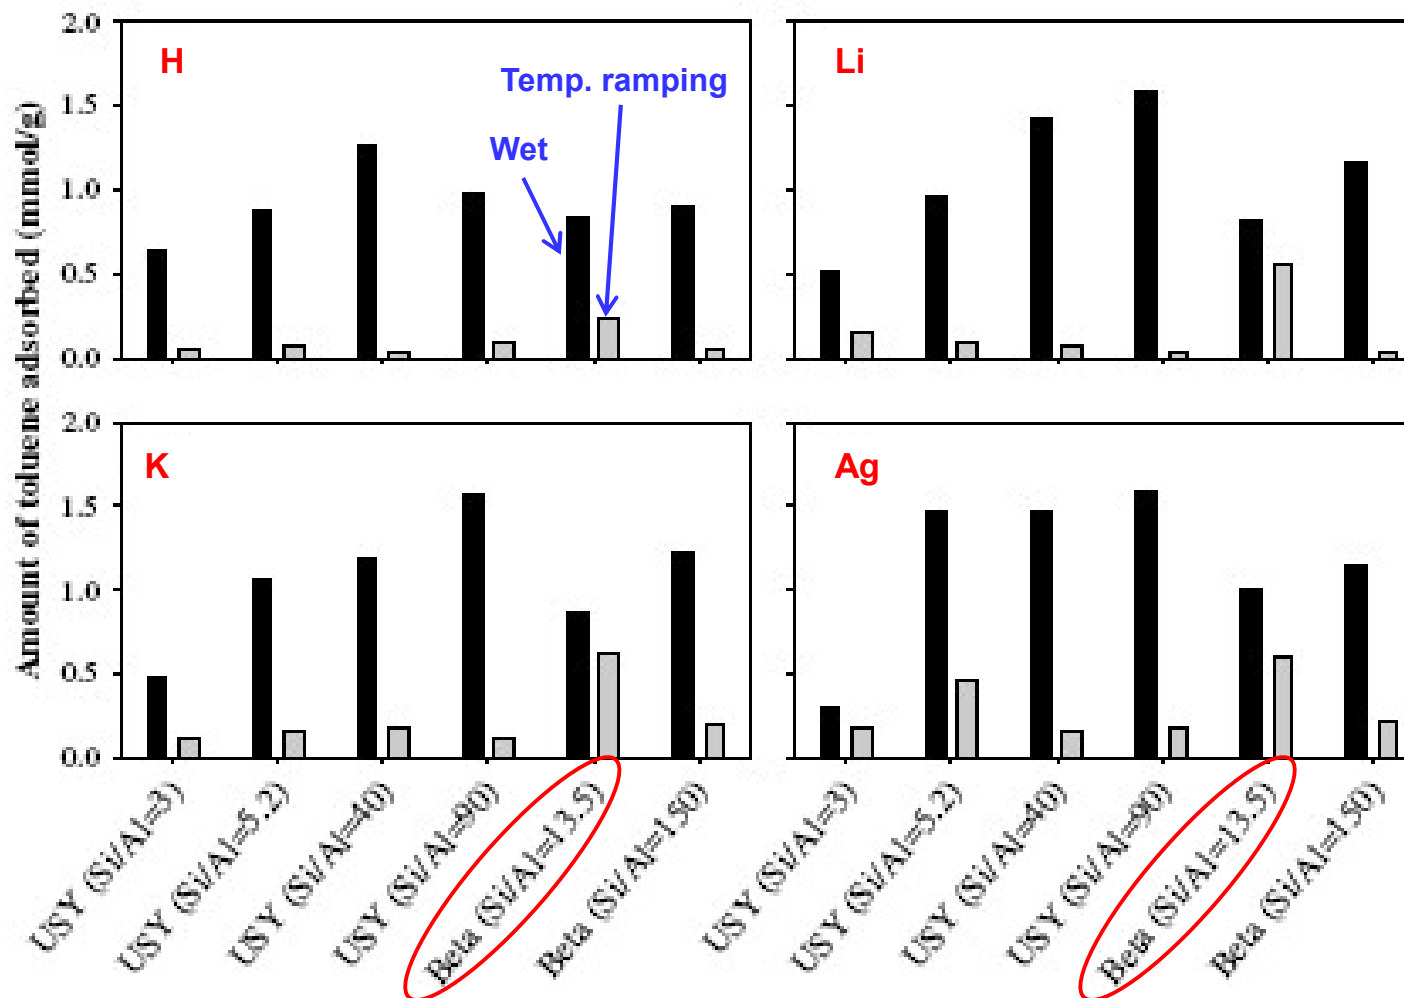 Amount of toluene adsorbed (mmol/g)
2.0
1.5
1.0
0.5
0.0
H
Temp. ramping
Wet
Li
2.0
1.5
1.0
0.5
0.0
K
Ag
USY (Si/Al=3)
USY (Si/Al=5.2)
USY (Si/Al=40)
USY (Si/Al=90)
Beta (Si/Al=13.5)
Beta (Si/Al=150)
USY (Si/Al=3)
USY (Si/Al=5.2)
USY (Si/Al=40)
USY (Si/Al=90)
Beta (Si/Al=13.5)
Beta (Si/Al=150)